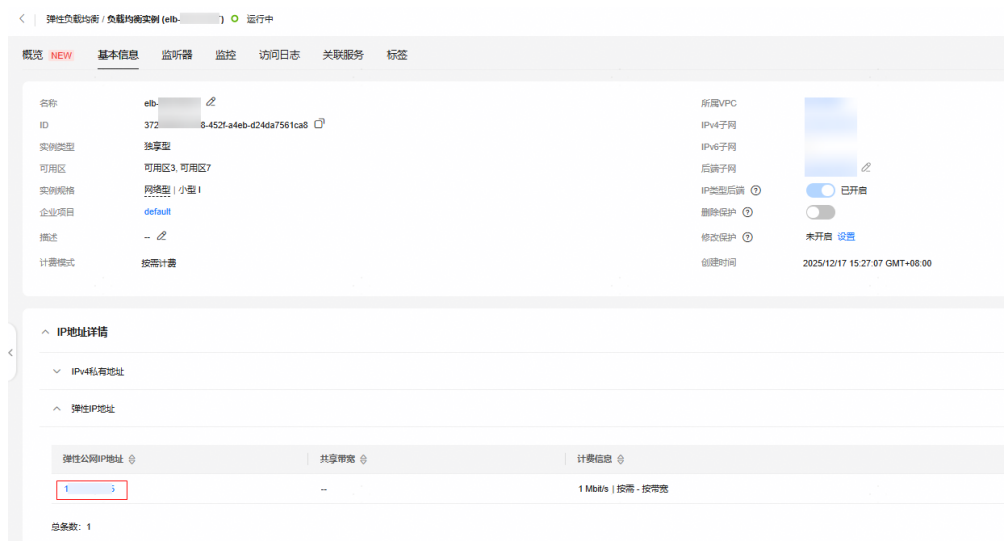 弹性负载均衡 / 负载均衡实例 (elb- ) 运行中
概览 NEW 基本信息 监听器 监控 访问日志 关联服务 标签
名称 elb-
所属VPC
ID 372 8-452f-a4eb-d24da7561ca8
IPv4子网
实例类型 独享型
IPv6子网
可用区 可用区3, 可用区7
后端子网
实例规格 网络型 | 小型 I
IP类型后端 已开启
企业项目 default
删除保护
描述 --
修改保护 未开启 设置
计费模式 按需计费
创建时间 2025/12/17 15:27:07 GMT+08:00
IP地址详情
IPv4私有地址
弹性IP地址
弹性公网IP地址 共享带宽 计费信息
1 5 -- 1 Mbit/s | 按需 - 按带宽
总条数: 1